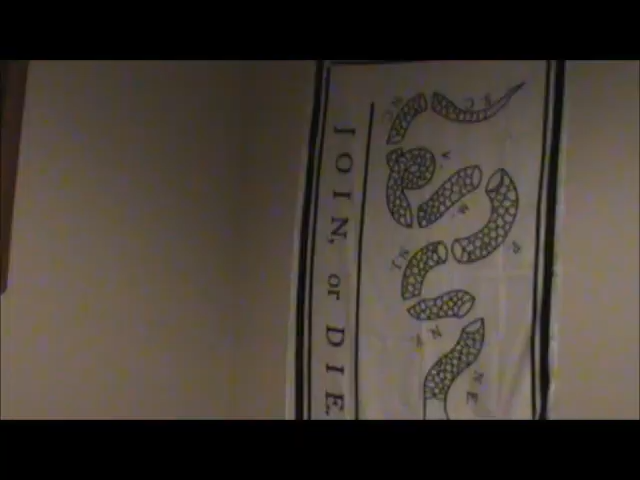 S. C.
N. C.
V.
M.
P.
N. J.
N. Y.
N. E.
JOIN, or DIE.